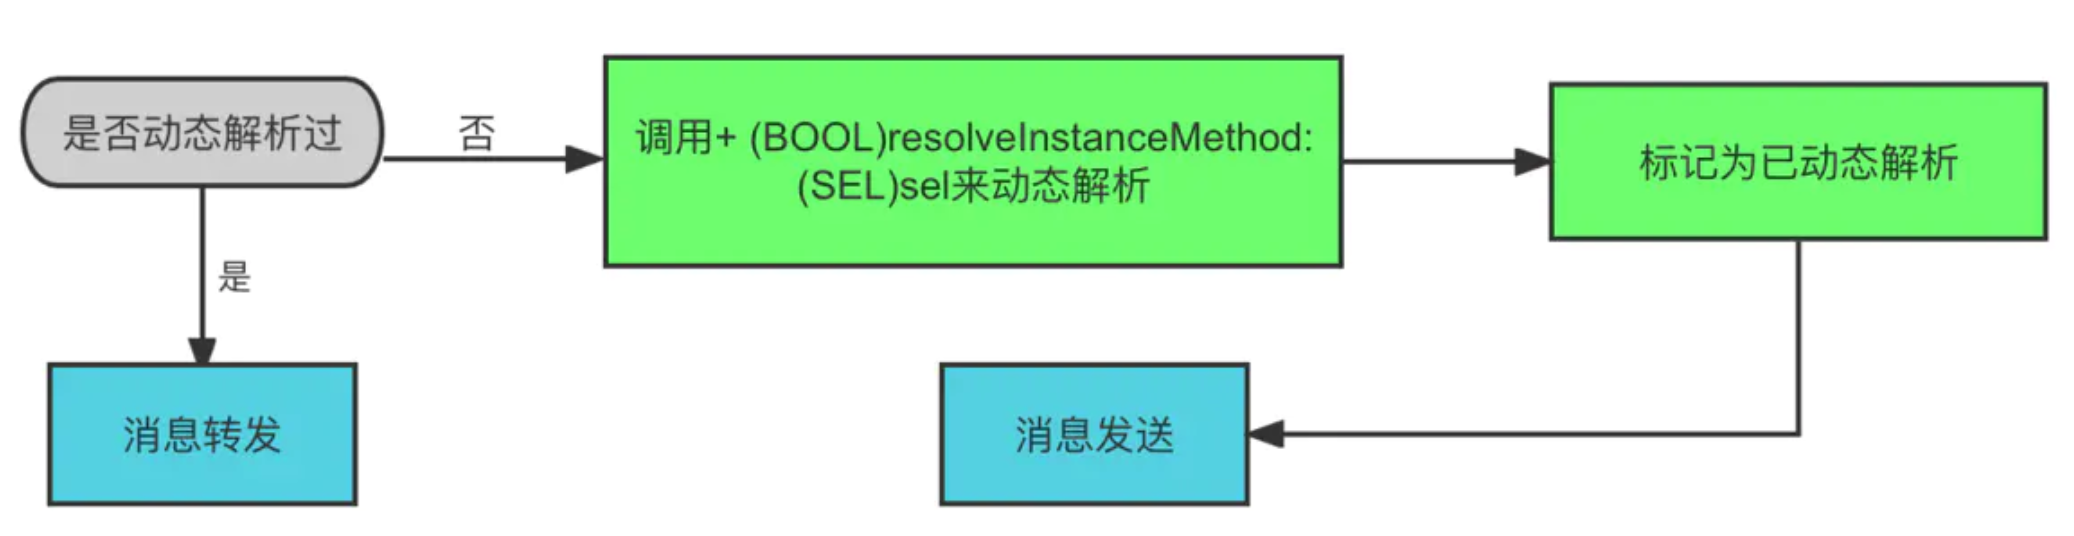 是否动态解析过
否
调用+ (BOOL)resolveInstanceMethod:
(SEL)sel来动态解析
标记为已动态解析
是
消息转发
消息发送